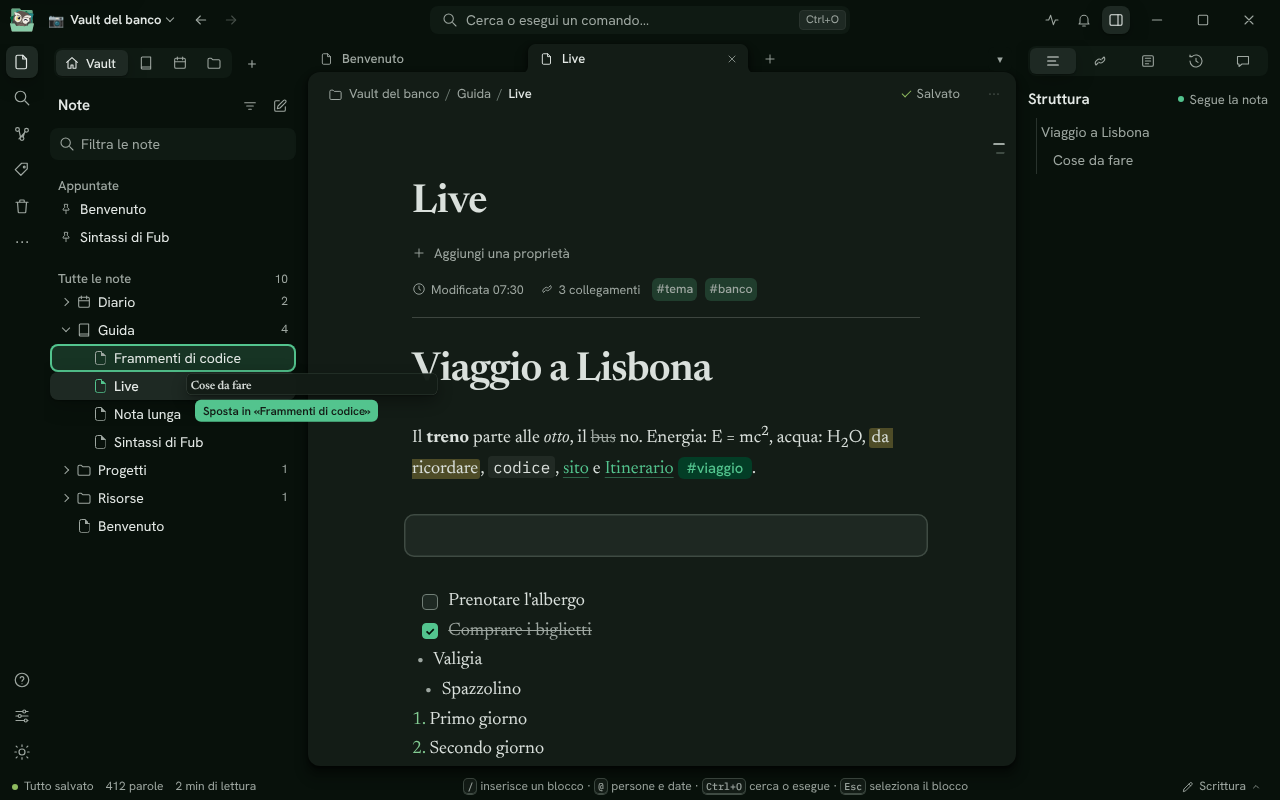 Vault del banco
Cerca o esegui un comando…
Ctrl+O
Vault
Benvenuto
Live
Note
Filtra le note
Appuntate
Benvenuto
Sintassi di Fub
Tutte le note 10
Diario 2
Guida 4
Frammenti di codice
Live
Cose da fare
Sposta in «Frammenti di codice»
Nota lunga
Sintassi di Fub
Progetti 1
Risorse 1
Benvenuto
Vault del banco / Guida / Live
Salvato
Live
Aggiungi una proprietà
Modificata 07:30 3 collegamenti #tema #banco
Viaggio a Lisbona
Il treno parte alle otto, il bus no. Energia: E = mc2, acqua: H2O, da
ricordare, codice, sito e Itinerario #viaggio.
Prenotare l'albergo
Comprare i biglietti
• Valigia
• Spazzolino
1. Primo giorno
2. Secondo giorno
Struttura
Segue la nota
Viaggio a Lisbona
Cose da fare
Tutto salvato 412 parole 2 min di lettura
/ inserisce un blocco · @ persone e date · Ctrl+O cerca o esegue · Esc seleziona il blocco
Scrittura